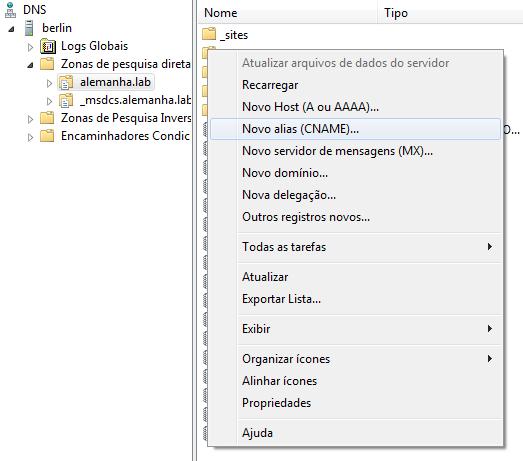 DNS
berlin
Logs Globais
Zonas de pesquisa direta
alemanha.lab
_msdcs.alemanha.lab
Zonas de Pesquisa Invers
Encaminhadores Condic
Nome Tipo
_sites
Atualizar arquivos de dados do servidor
Recarregar
Novo Host (A ou AAAA)...
Novo alias (CNAME)...
O...
Novo servidor de mensagens (MX)...
Novo domínio...
Nova delegação...
Outros registros novos...
Todas as tarefas
Atualizar
Exportar Lista...
Exibir
Organizar ícones
Alinhar ícones
Propriedades
Ajuda